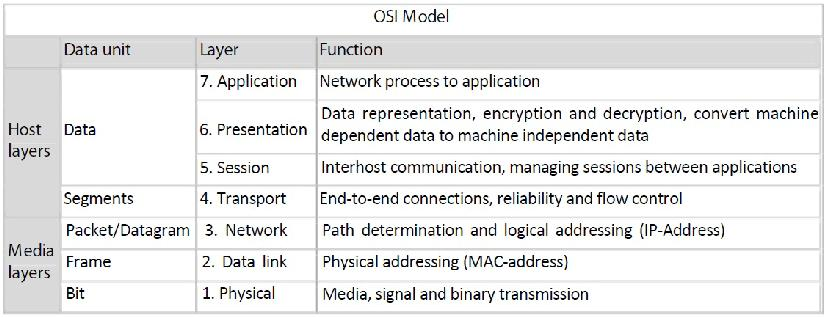 OSI Model
Data unit Layer Function
Host layers
Data
7. Application Network process to application
6. Presentation Data representation, encryption and decryption, convert machine
dependent data to machine independent data
5. Session Interhost communication, managing sessions between applications
Segments 4. Transport End-to-end connections, reliability and flow control
Media layers
Packet/Datagram 3. Network Path determination and logical addressing (IP-Address)
Frame 2. Data link Physical addressing (MAC-address)
Bit 1. Physical Media, signal and binary transmission